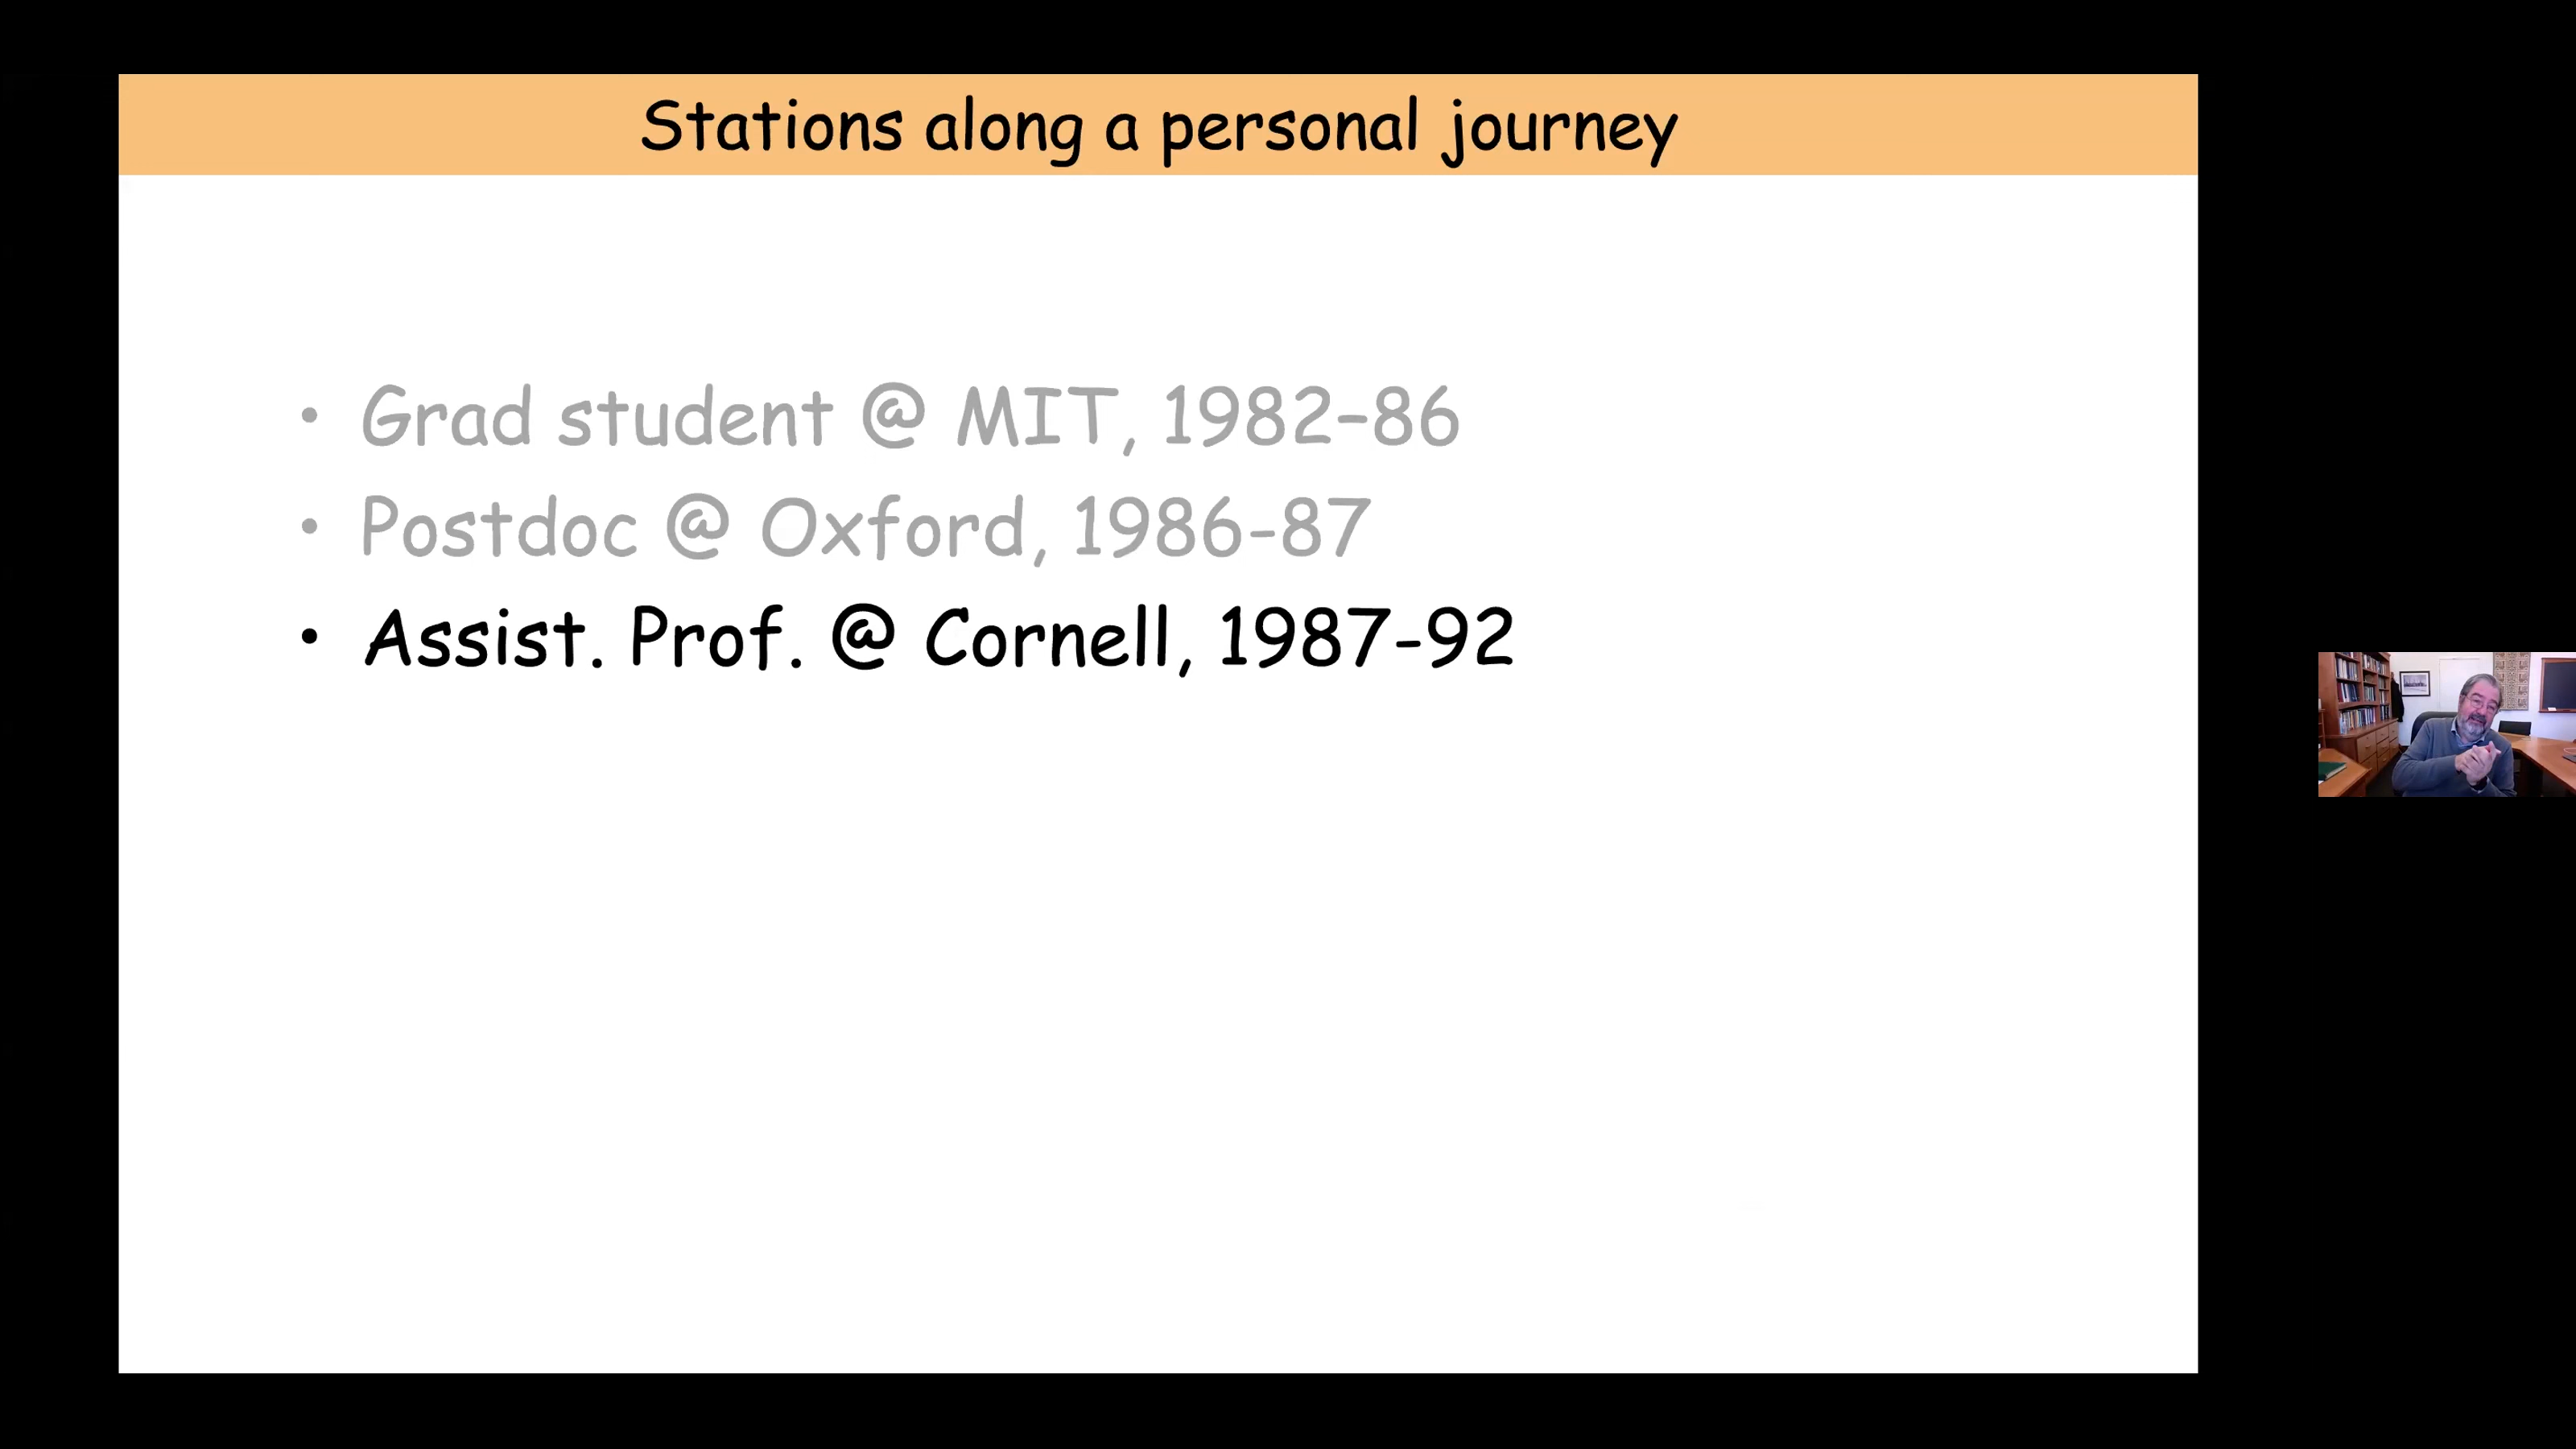 Stations along a personal journey
• Grad student @ MIT, 1982–86
• Postdoc @ Oxford, 1986-87
• Assist. Prof. @ Cornell, 1987-92